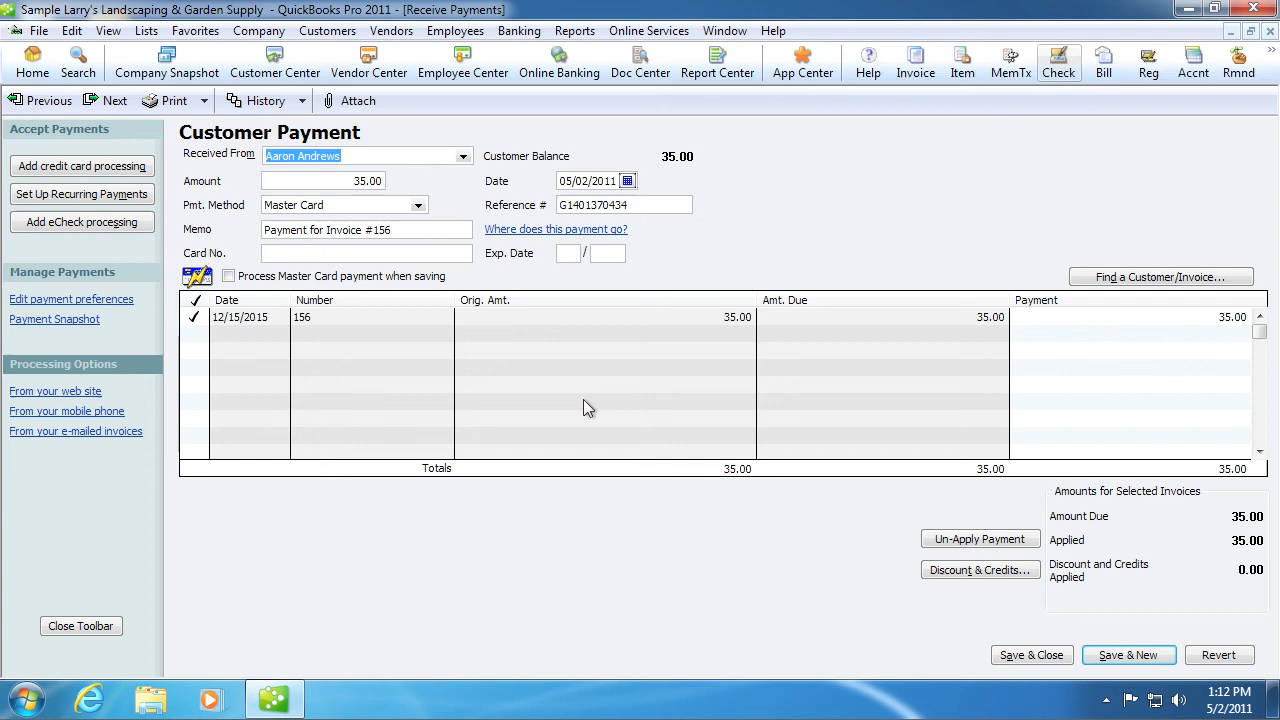 Sample Larry's Landscaping & Garden Supply - QuickBooks Pro 2011 - [Receive Payments]
File Edit View Lists Favorites Company Customers Vendors Employees Banking Reports Online Services Window Help
Home Search Company Snapshot Customer Center Vendor Center Employee Center Online Banking Doc Center Report Center App Center Help Invoice Item MemTx Check Bill Reg Accnt Rmnd
Previous Next Print History Attach
Accept Payments
Add credit card processing
Set Up Recurring Payments
Add eCheck processing
Manage Payments
Edit payment preferences
Payment Snapshot
Processing Options
From your web site
From your mobile phone
From your e-mailed invoices
Close Toolbar
Customer Payment
Received From Aaron Andrews Customer Balance 35.00
Amount 35.00 Date 05/02/2011
Pmt. Method Master Card Reference # G1401370434
Memo Payment for Invoice #156 Where does this payment go?
Card No. Exp. Date /
Process Master Card payment when saving Find a Customer/Invoice...
Date Number Orig. Amt. Amt. Due Payment
12/15/2015 156 35.00 35.00 35.00
Totals 35.00 35.00 35.00
Amounts for Selected Invoices
Amount Due 35.00
Un-Apply Payment Applied 35.00
Discount & Credits... Discount and Credits 0.00
Applied
Save & Close Save & New Revert
1:12 PM
5/2/2011